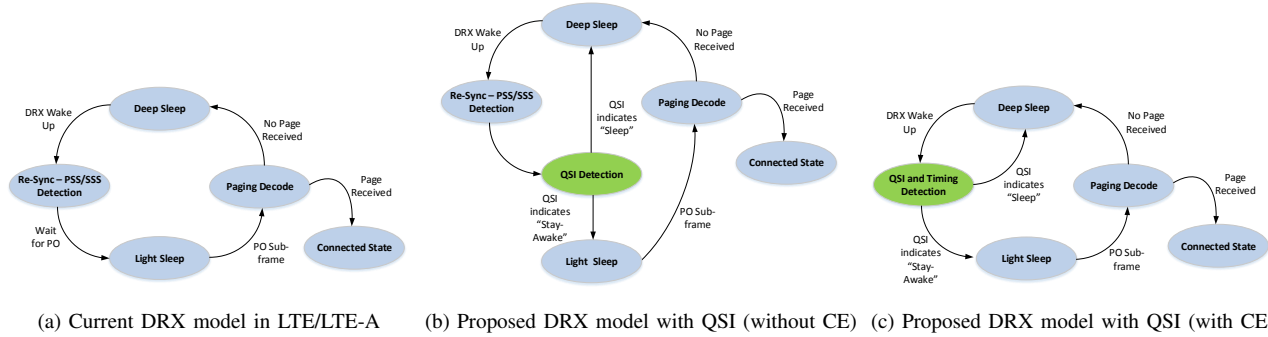 Deep Sleep
DRX Wake
Up
No Page
Received
Re-Sync – PSS/SSS
Detection
Paging Decode
Page
Received
Wait
for PO
Light Sleep
PO Sub-
frame
Connected State
(a) Current DRX model in LTE/LTE-A
Deep Sleep
DRX Wake
Up
No Page
Received
Re-Sync – PSS/SSS
Detection
QSI
indicates
“Sleep”
Paging Decode
Page
Received
Connected State
QSI Detection
QSI
indicates
“Stay-
Awake”
PO Sub-
frame
Light Sleep
(b) Proposed DRX model with QSI (without CE)
Deep Sleep
DRX Wake
Up
No Page
Received
QSI and Timing
Detection
QSI
indicates
“Sleep”
Paging Decode
Page
Received
QSI
indicates
“Stay-
Awake”
Light Sleep
PO Sub-
frame
Connected State
(c) Proposed DRX model with QSI (with CE